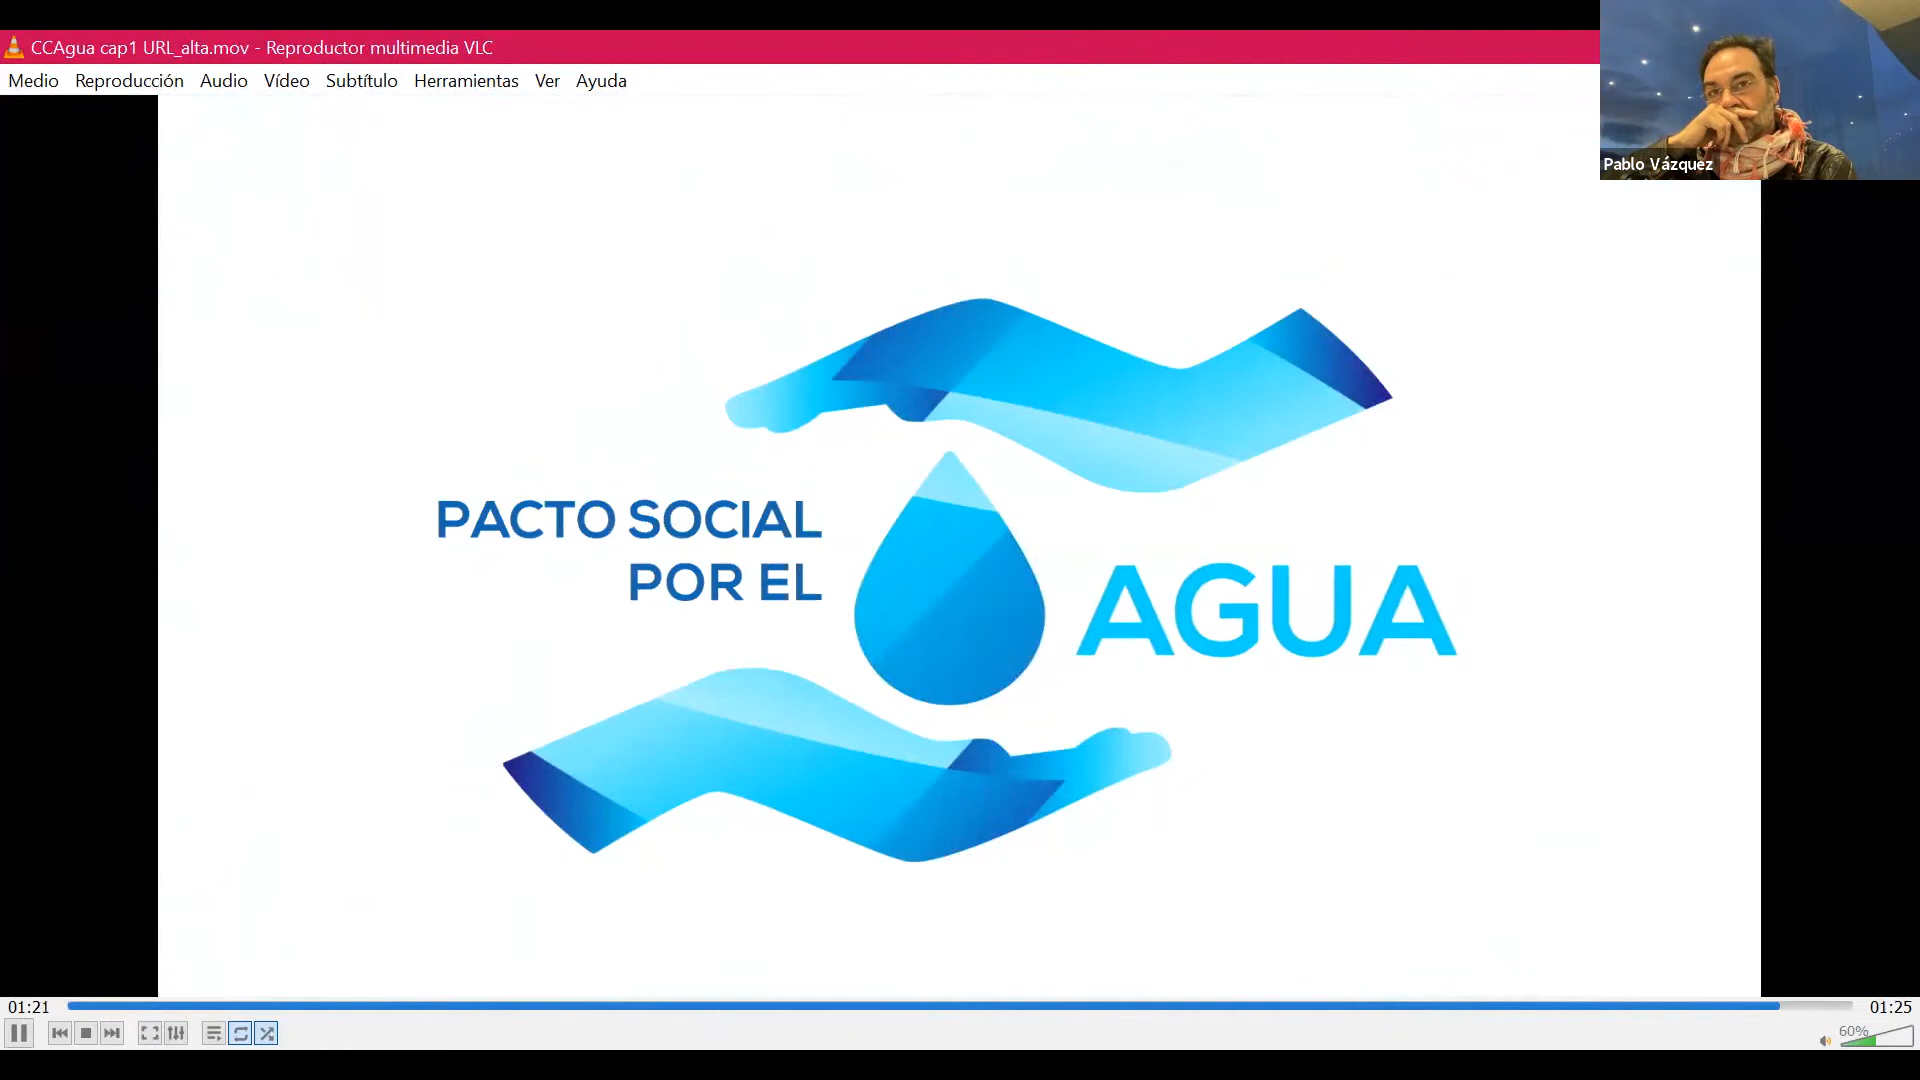 CCAgua cap1 URL_alta.mov - Reproductor multimedia VLC
Medio Reproducción Audio Vídeo Subtítulo Herramientas Ver Ayuda
Pablo Vázquez
PACTO SOCIAL
POR EL
AGUA
01:21
01:25
60%